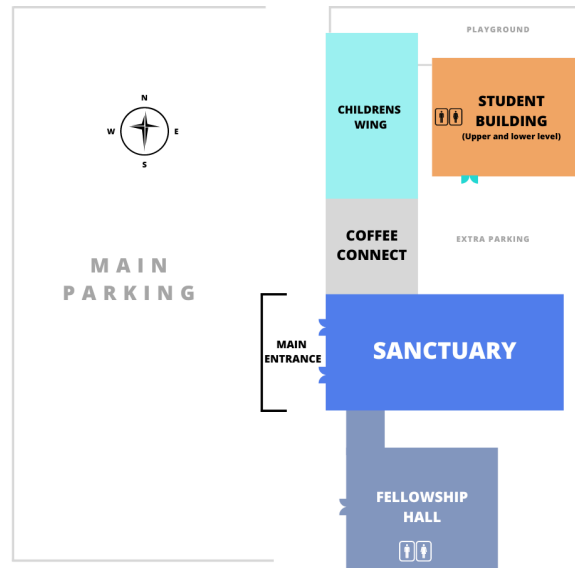 PLAYGROUND
N
W E
S
CHILDRENS
WING
STUDENT
BUILDING
(Upper and lower level)
COFFEE
CONNECT
EXTRA PARKING
MAIN
PARKING
MAIN
ENTRANCE
SANCTUARY
FELLOWSHIP
HALL